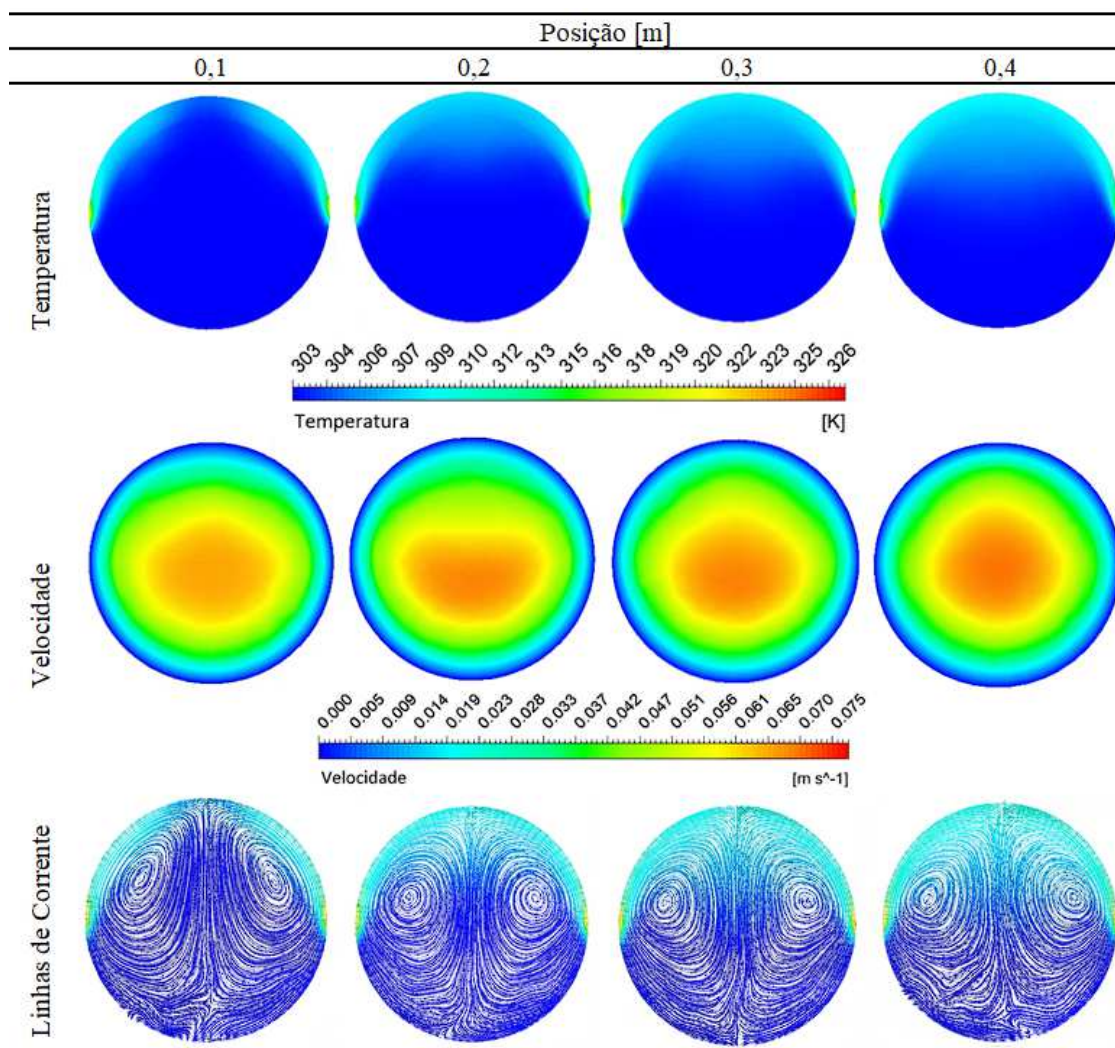 Posição [m]
0,1 0,2 0,3 0,4
Temperatura
303 304 306 307 309 310 312 313 315 316 318 319 320 322 323 325 326
Temperatura [K]
Velocidade
0.000 0.005 0.009 0.014 0.019 0.023 0.028 0.033 0.037 0.042 0.047 0.051 0.056 0.061 0.065 0.070 0.075
Velocidade [m s^-1]
Linhas de Corrente